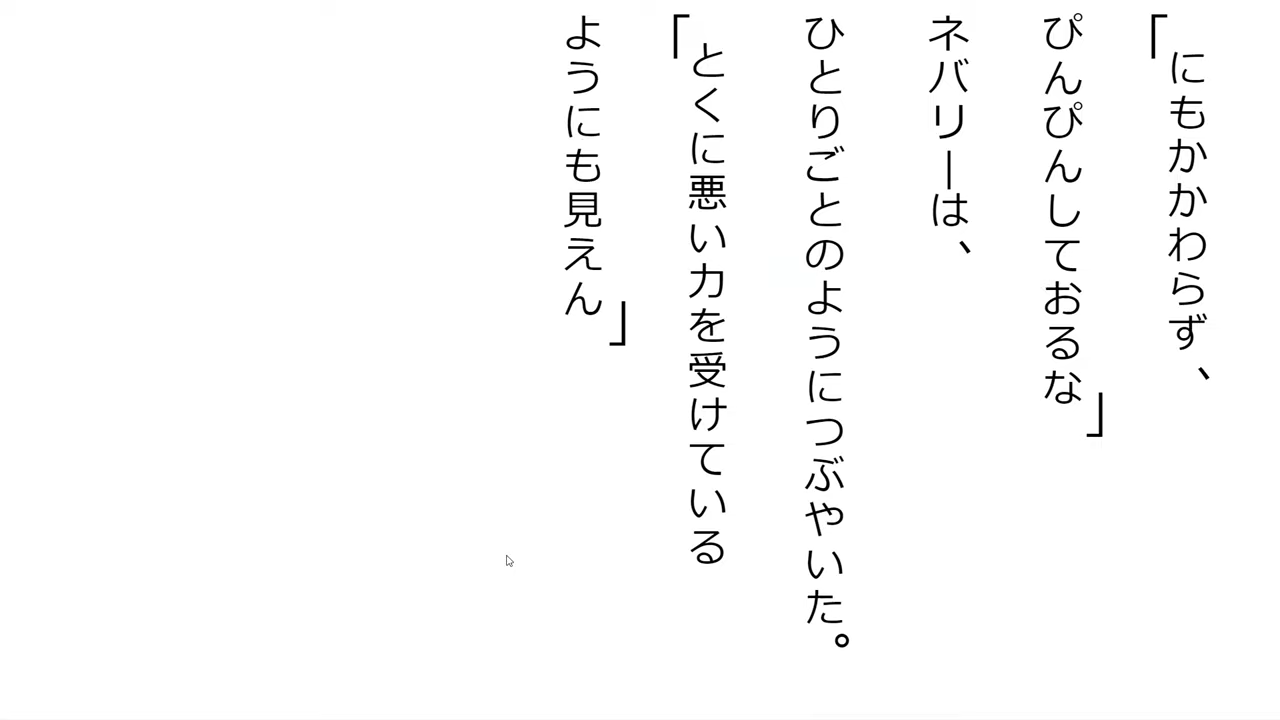 「にもかかわらず、
ぴんぴんしておるな」
ネバリーは、
ひとりごとのようにつぶやいた。
「とくに悪い力を受けている
ようにも見えん」